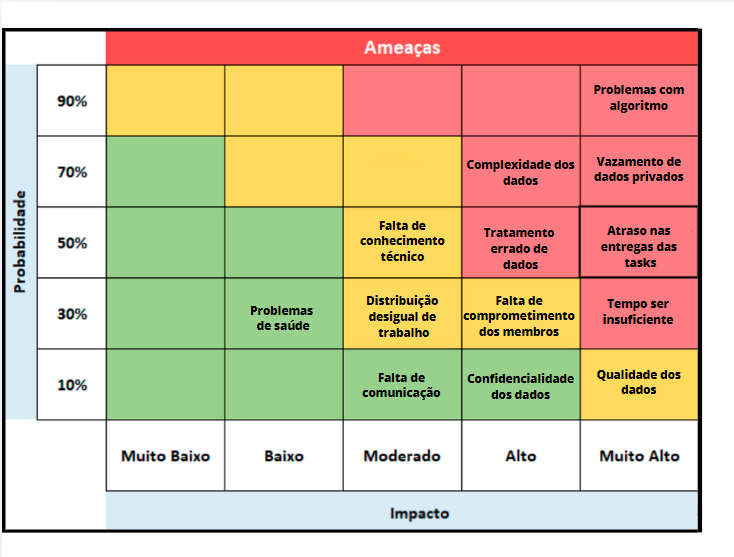 Ameaças
Probabilidade
90%
Problemas com
algoritmo
70%
Complexidade dos
dados
Vazamento de
dados privados
50%
Falta de
conhecimento
técnico
Tratamento
errado de
dados
Atraso nas
entregas das
tasks
30%
Problemas
de saúde
Distribuição
desigual de
trabalho
Falta de
comprometimento
dos membros
Tempo ser
insuficiente
10%
Falta de
comunicação
Confidencialidade
dos dados
Qualidade dos
dados
Muito Baixo
Baixo
Moderado
Alto
Muito Alto
Impacto